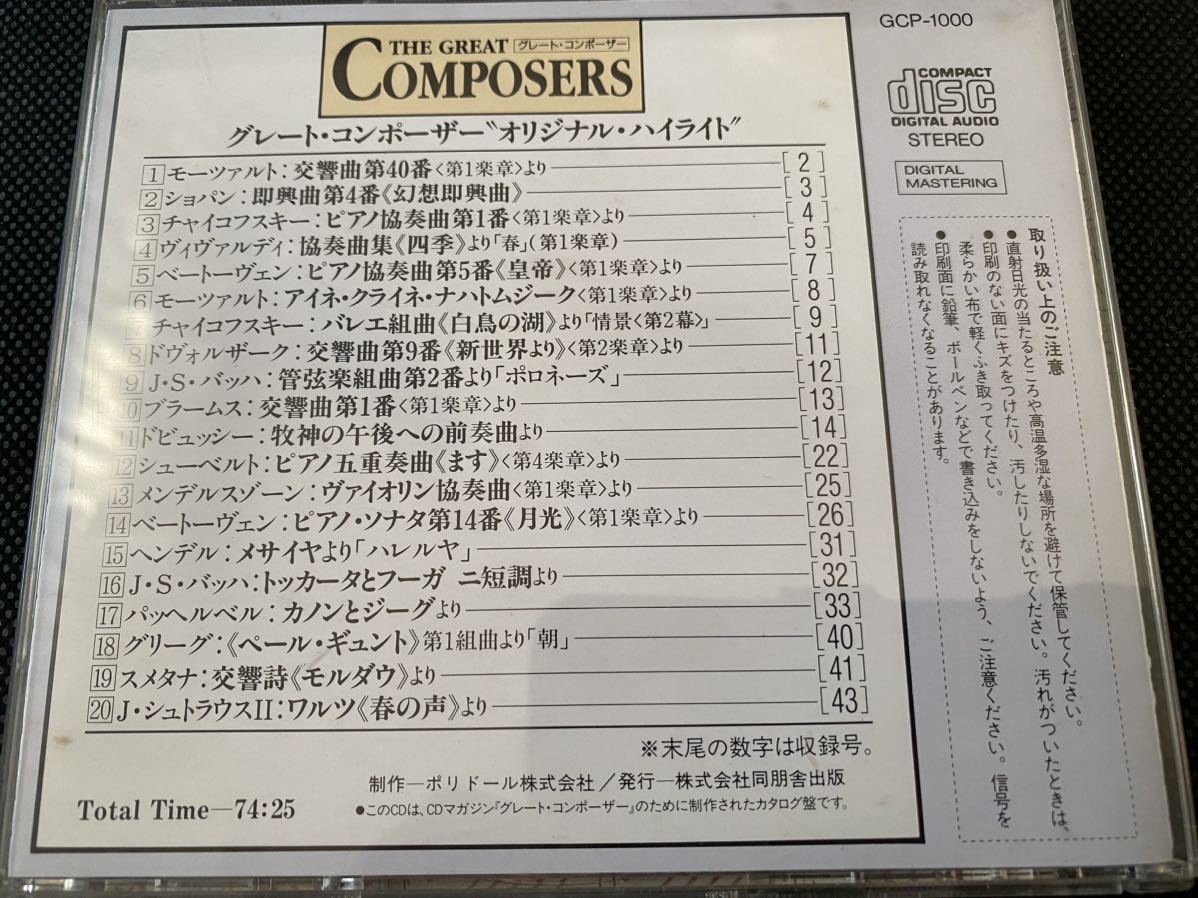 THE GREAT グレート・コンポーザー
COMPOSERS
グレート・コンポーザー"オリジナル・ハイライト"
1 モーツァルト：交響曲第40番〈第1楽章〉より [2]
2 ショパン：即興曲第4番《幻想即興曲》 [3]
3 チャイコフスキー：ピアノ協奏曲第1番〈第1楽章〉より [4]
4 ヴィヴァルディ：協奏曲集《四季》より「春」(第1楽章) [5]
5 ベートーヴェン：ピアノ協奏曲第5番《皇帝》〈第1楽章〉より [7]
6 モーツァルト：アイネ・クライネ・ナハトムジーク〈第1楽章〉より [8]
7 チャイコフスキー：バレエ組曲《白鳥の湖》より「情景〈第2幕〉」 [9]
8 ドヴォルザーク：交響曲第9番《新世界より》〈第2楽章〉より [11]
9 J・S・バッハ：管弦楽組曲第2番より「ポロネーズ」 [12]
10 ブラームス：交響曲第1番〈第1楽章〉より [13]
11 ドビュッシー：牧神の午後への前奏曲より [14]
12 シューベルト：ピアノ五重奏曲《ます》〈第4楽章〉より [22]
13 メンデルスゾーン：ヴァイオリン協奏曲〈第1楽章〉より [25]
14 ベートーヴェン：ピアノ・ソナタ第14番《月光》〈第1楽章〉より [26]
15 ヘンデル：メサイヤより「ハレルヤ」 [31]
16 J・S・バッハ：トッカータとフーガ ニ短調より [32]
17 パッヘルベル：カノンとジーグより [33]
18 グリーグ：《ペール・ギュント》第1組曲より「朝」 [40]
19 スメタナ：交響詩《モルダウ》より [41]
20 J・シュトラウスII：ワルツ《春の声》より [43]
※末尾の数字は収録号。
制作—ポリドール株式会社／発行—株式会社同朋舎出版
Total Time—74:25
●このCDは、CDマガジン『グレート・コンポーザー』のために制作されたカタログ盤です。
GCP-1000
COMPACT
disc
DIGITAL AUDIO
STEREO
DIGITAL
MASTERING
取り扱い上のご注意
●直射日光の当たるところや高温多湿な場所を避けて保管してください。
●印刷のない面にキズをつけたり、汚したりしないでください。汚れがついたときは、
柔らかい布で軽くふき取ってください。
●印刷面に鉛筆、ボールペンなどで書き込みをしないよう、ご注意ください。信号を
読み取れなくなることがあります。